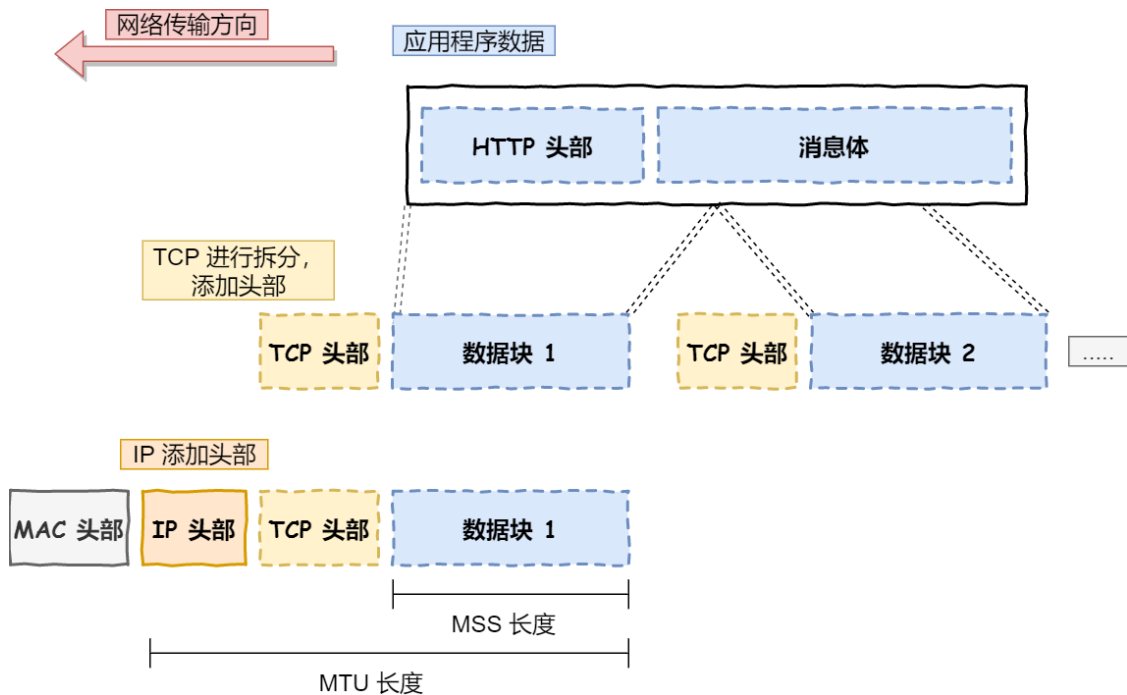 网络传输方向
应用程序数据
HTTP 头部
消息体
TCP 进行拆分，
添加头部
TCP 头部
数据块 1
TCP 头部
数据块 2
.....
IP 添加头部
MAC 头部
IP 头部
TCP 头部
数据块 1
MSS 长度
MTU 长度